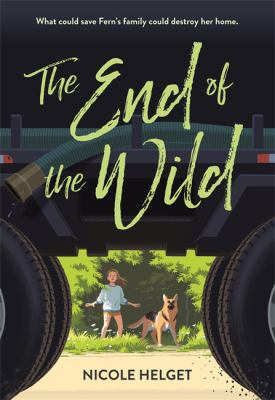 What could save Fern's family could destroy her home.
The
End of
the
Wild
NICOLE HELGET